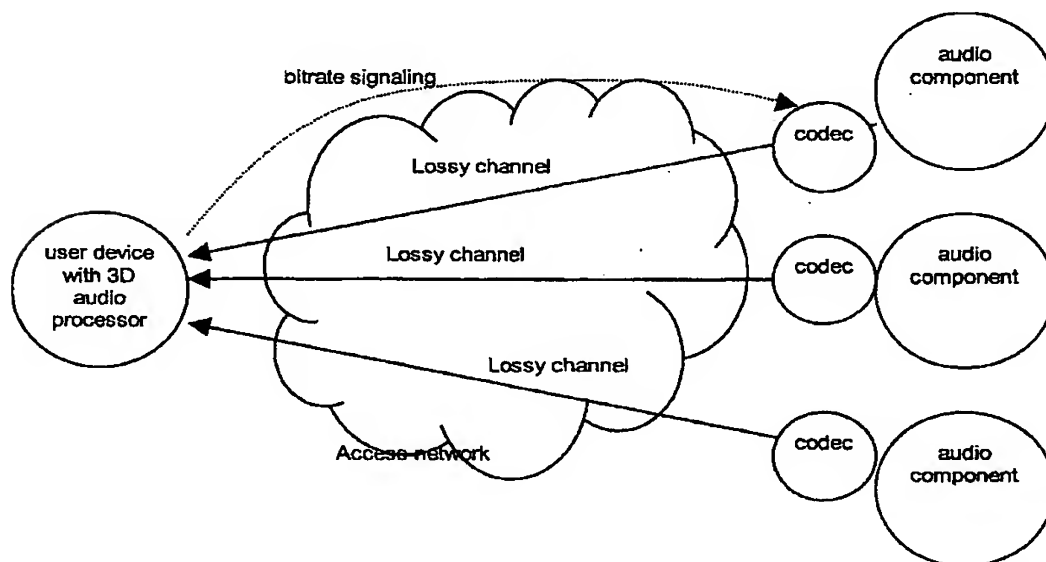 bitrate signaling
audio
component
codec
Lossy channel
user device
with 3D
audio
processor
Lossy channel
codec
audio
component
Lossy channel
codec
audio
component
Access network